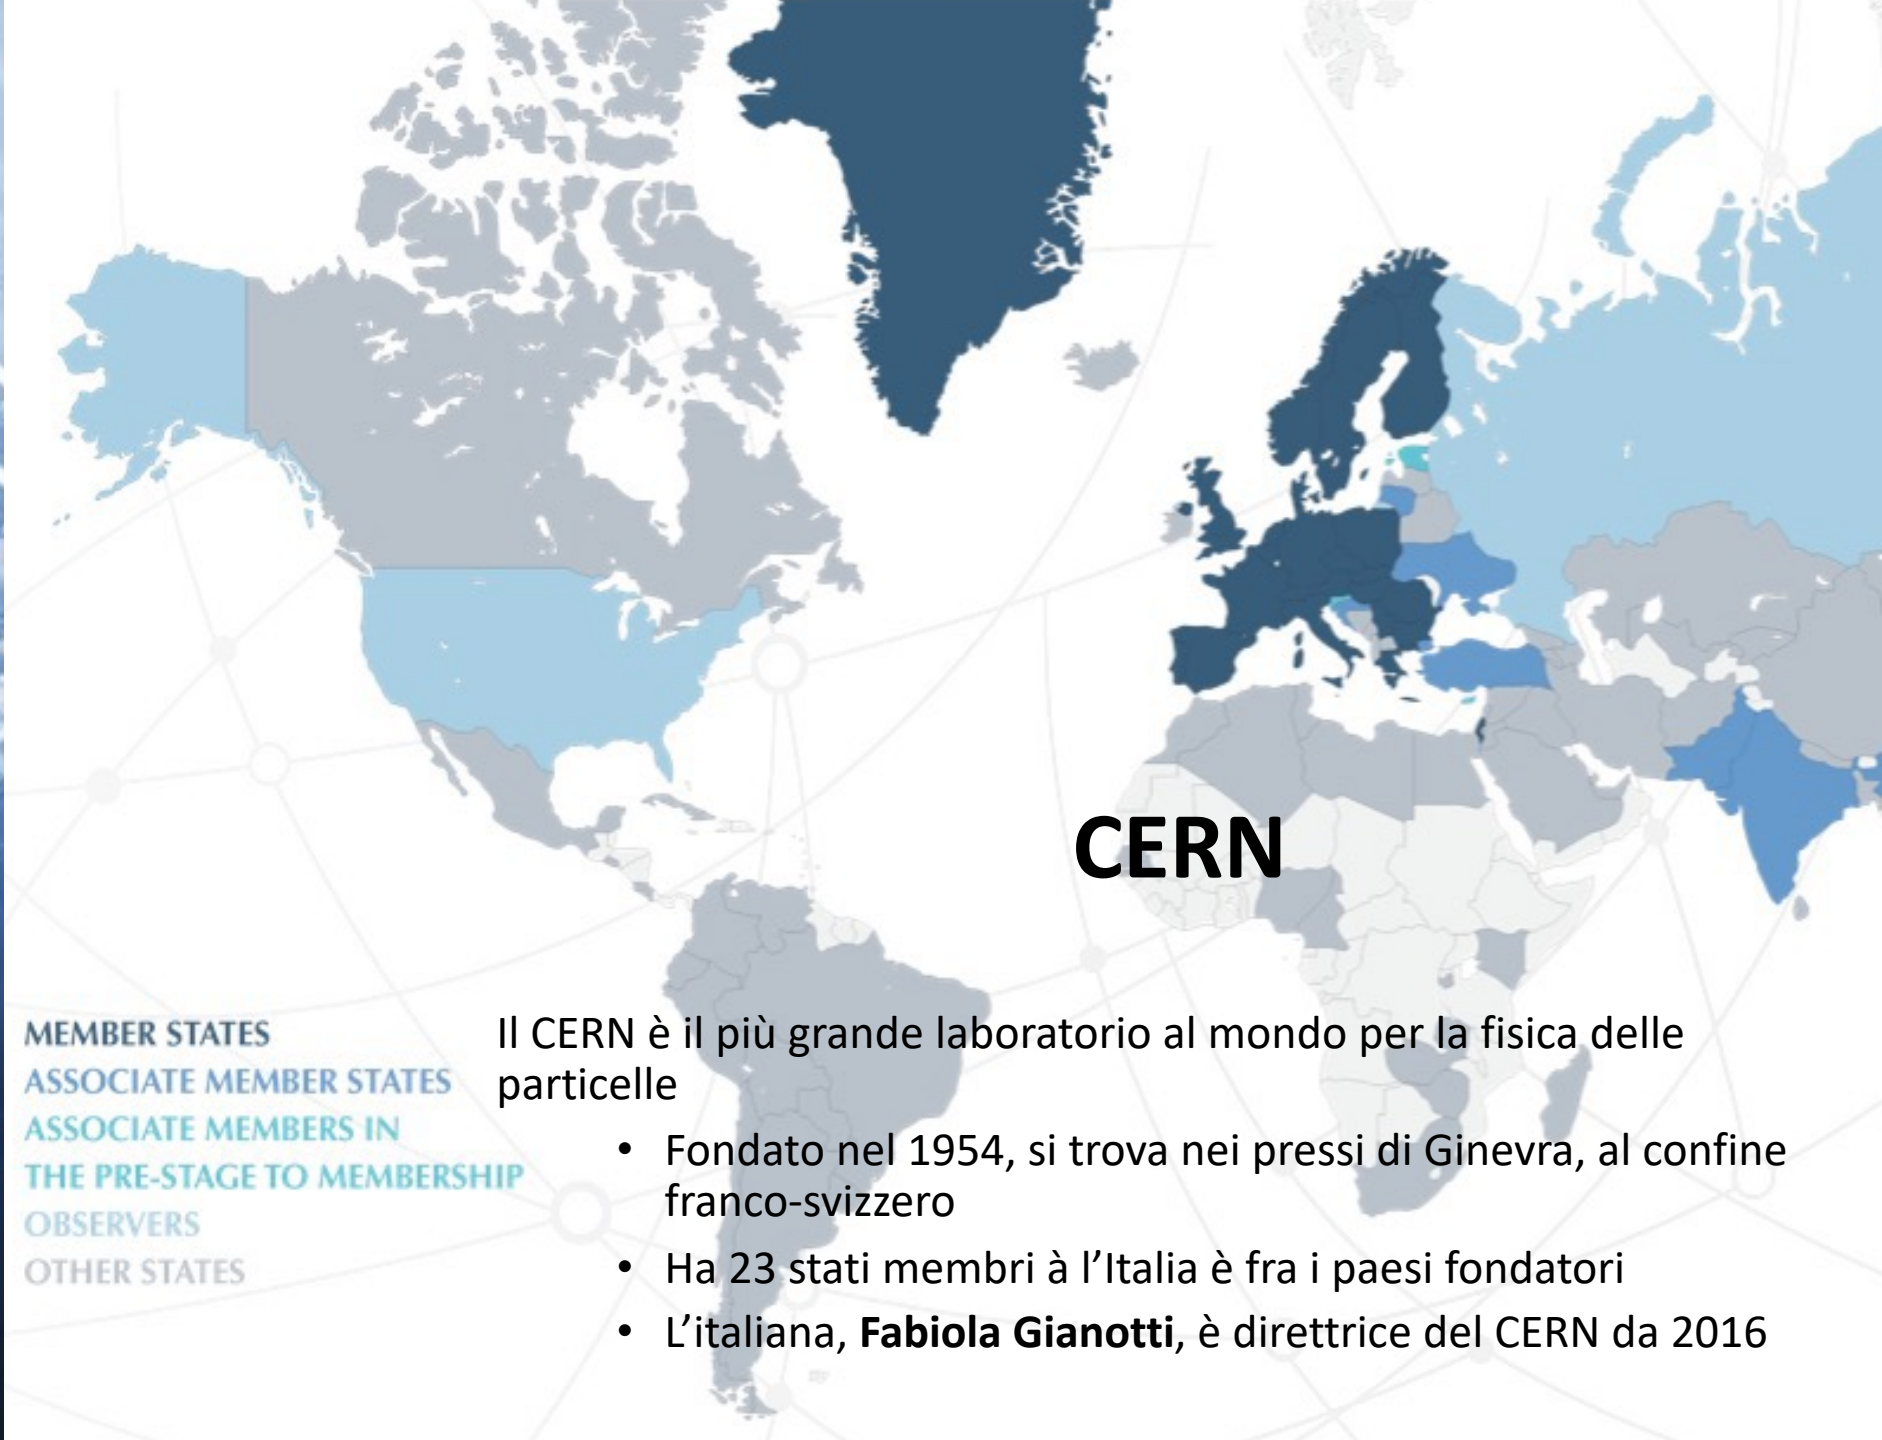 CERN
MEMBER STATES
ASSOCIATE MEMBER STATES
ASSOCIATE MEMBERS IN
THE PRE-STAGE TO MEMBERSHIP
OBSERVERS
OTHER STATES
Il CERN è il più grande laboratorio al mondo per la fisica delle
particelle
• Fondato nel 1954, si trova nei pressi di Ginevra, al confine
franco-svizzero
• Ha 23 stati membri à l’Italia è fra i paesi fondatori
• L’italiana, Fabiola Gianotti, è direttrice del CERN da 2016